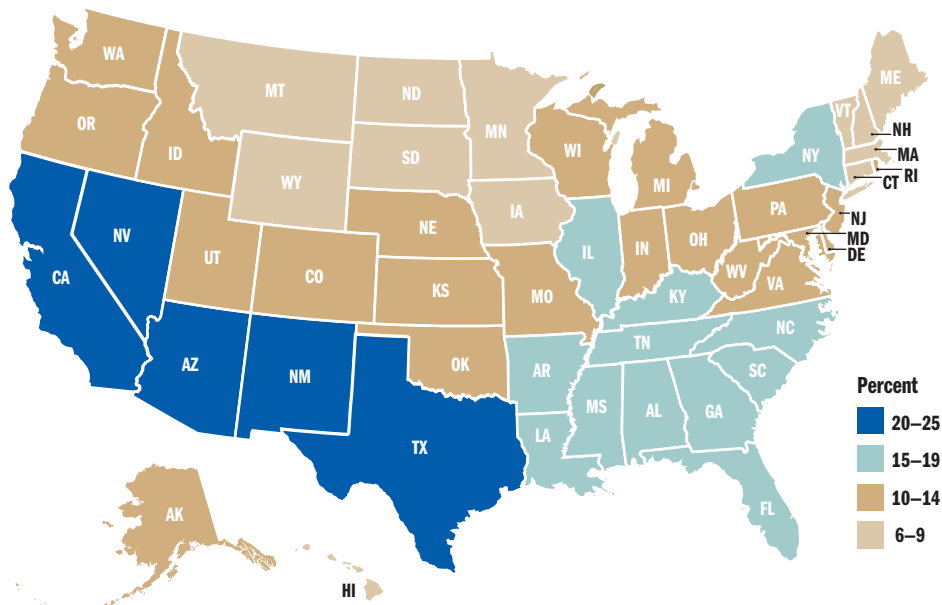 WA
MT
ND
MN
ME
VT
NH
OR
ID
SD
WI
NY
MA
RI
CT
WY
MI
IA
NE
PA
NJ
NV
UT
CO
IL
IN
OH
MD
DE
CA
KS
MO
WV
VA
KY
AZ
NM
OK
AR
TN
NC
SC
MS
AL
GA
LA
TX
FL
AK
HI
Percent
20–25
15–19
10–14
6–9